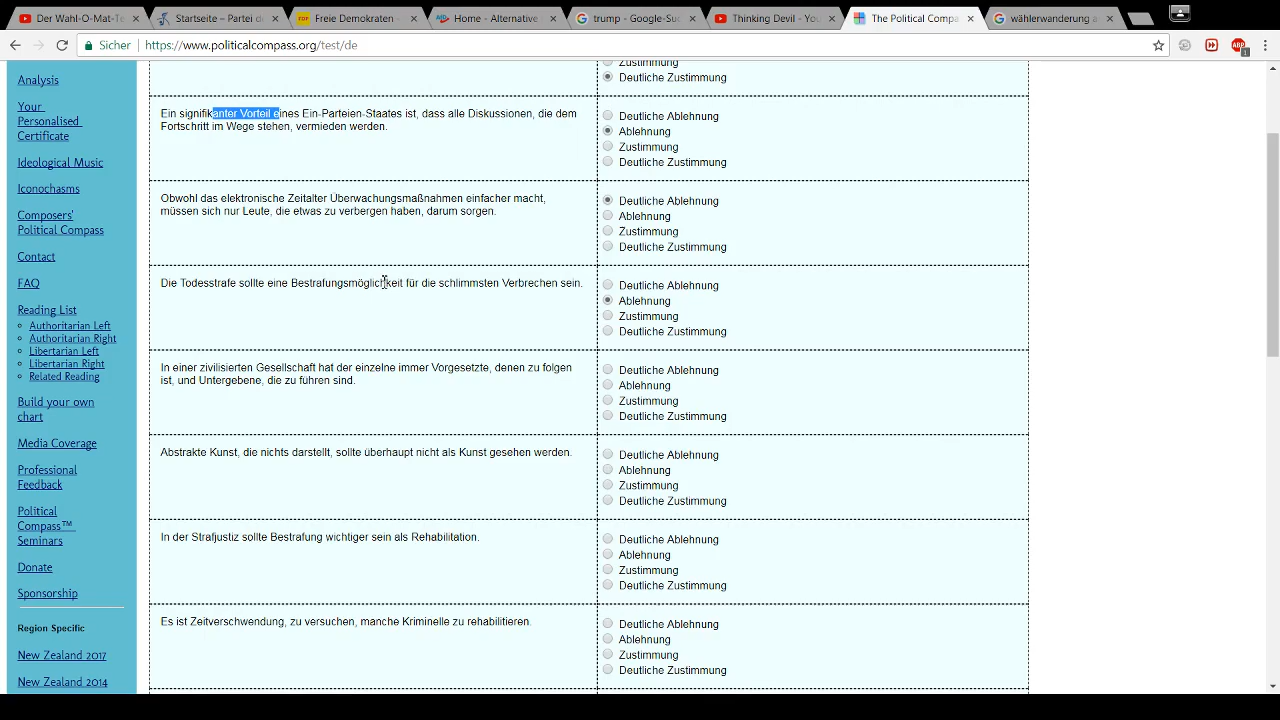 Der Wahl-O-Mat-Te
Startseite – Partei de
Freie Demokraten -
Home - Alternative
trump - Google-Suc
Thinking Devil - You
The Political Compa
wählerwanderung a
Sicher
https://www.politicalcompass.org/test/de
Analysis
Your
Personalised
Certificate
Ideological Music
Iconochasms
Composers'
Political Compass
Contact
FAQ
Reading List
Authoritarian Left
Authoritarian Right
Libertarian Left
Libertarian Right
Related Reading
Build your own
chart
Media Coverage
Professional
Feedback
Political
Compass™
Seminars
Donate
Sponsorship
Region Specific
New Zealand 2017
New Zealand 2014
Zustimmung
Deutliche Zustimmung
Ein signifikanter Vorteil eines Ein-Parteien-Staates ist, dass alle Diskussionen, die dem
Fortschritt im Wege stehen, vermieden werden.
Deutliche Ablehnung
Ablehnung
Zustimmung
Deutliche Zustimmung
Obwohl das elektronische Zeitalter Überwachungsmaßnahmen einfacher macht,
müssen sich nur Leute, die etwas zu verbergen haben, darum sorgen.
Deutliche Ablehnung
Ablehnung
Zustimmung
Deutliche Zustimmung
Die Todesstrafe sollte eine Bestrafungsmöglichkeit für die schlimmsten Verbrechen sein.
Deutliche Ablehnung
Ablehnung
Zustimmung
Deutliche Zustimmung
In einer zivilisierten Gesellschaft hat der einzelne immer Vorgesetzte, denen zu folgen
ist, und Untergebene, die zu führen sind.
Deutliche Ablehnung
Ablehnung
Zustimmung
Deutliche Zustimmung
Abstrakte Kunst, die nichts darstellt, sollte überhaupt nicht als Kunst gesehen werden.
Deutliche Ablehnung
Ablehnung
Zustimmung
Deutliche Zustimmung
In der Strafjustiz sollte Bestrafung wichtiger sein als Rehabilitation.
Deutliche Ablehnung
Ablehnung
Zustimmung
Deutliche Zustimmung
Es ist Zeitverschwendung, zu versuchen, manche Kriminelle zu rehabilitieren.
Deutliche Ablehnung
Ablehnung
Zustimmung
Deutliche Zustimmung